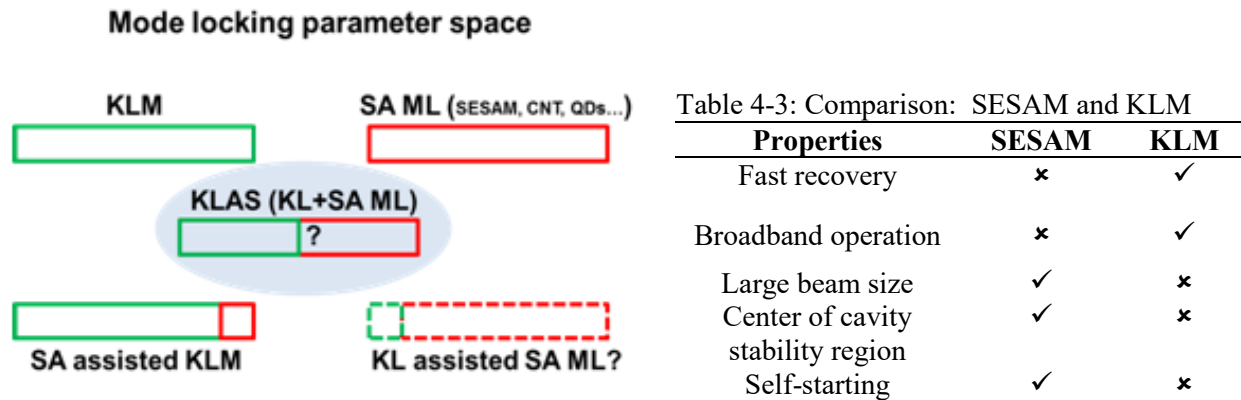 Mode locking parameter space
KLM
SA ML (SESAM, CNT, QDs...)
KLAS (KL+SA ML)
?
SA assisted KLM
KL assisted SA ML?
Table 4-3: Comparison: SESAM and KLM
Properties SESAM KLM
Fast recovery ✗ ✓
Broadband operation ✗ ✓
Large beam size ✓ ✗
Center of cavity ✓ ✗
stability region
Self-starting ✓ ✗